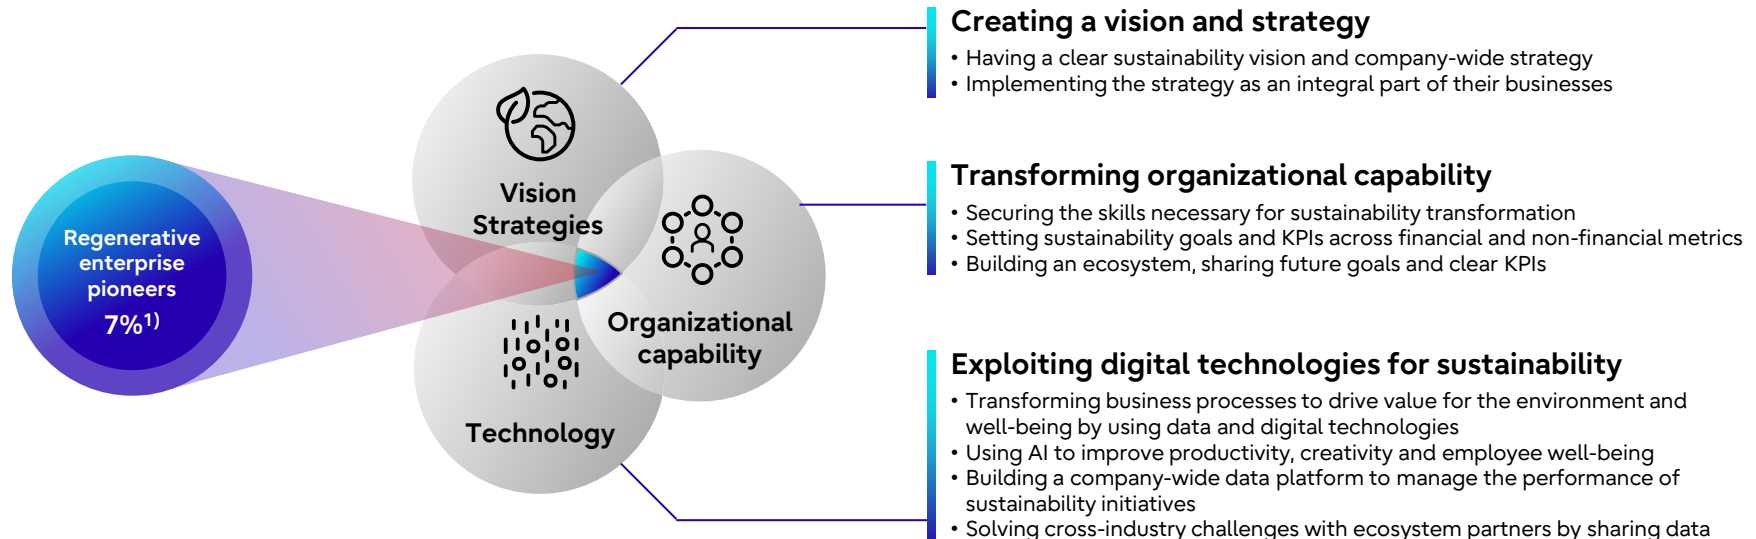 Regenerative
enterprise
pioneers
7%1)
Vision
Strategies
Organizational
capability
Technology
Creating a vision and strategy
• Having a clear sustainability vision and company-wide strategy
• Implementing the strategy as an integral part of their businesses
Transforming organizational capability
• Securing the skills necessary for sustainability transformation
• Setting sustainability goals and KPIs across financial and non-financial metrics
• Building an ecosystem, sharing future goals and clear KPIs
Exploiting digital technologies for sustainability
• Transforming business processes to drive value for the environment and
well-being by using data and digital technologies
• Using AI to improve productivity, creativity and employee well-being
• Building a company-wide data platform to manage the performance of
sustainability initiatives
• Solving cross-industry challenges with ecosystem partners by sharing data